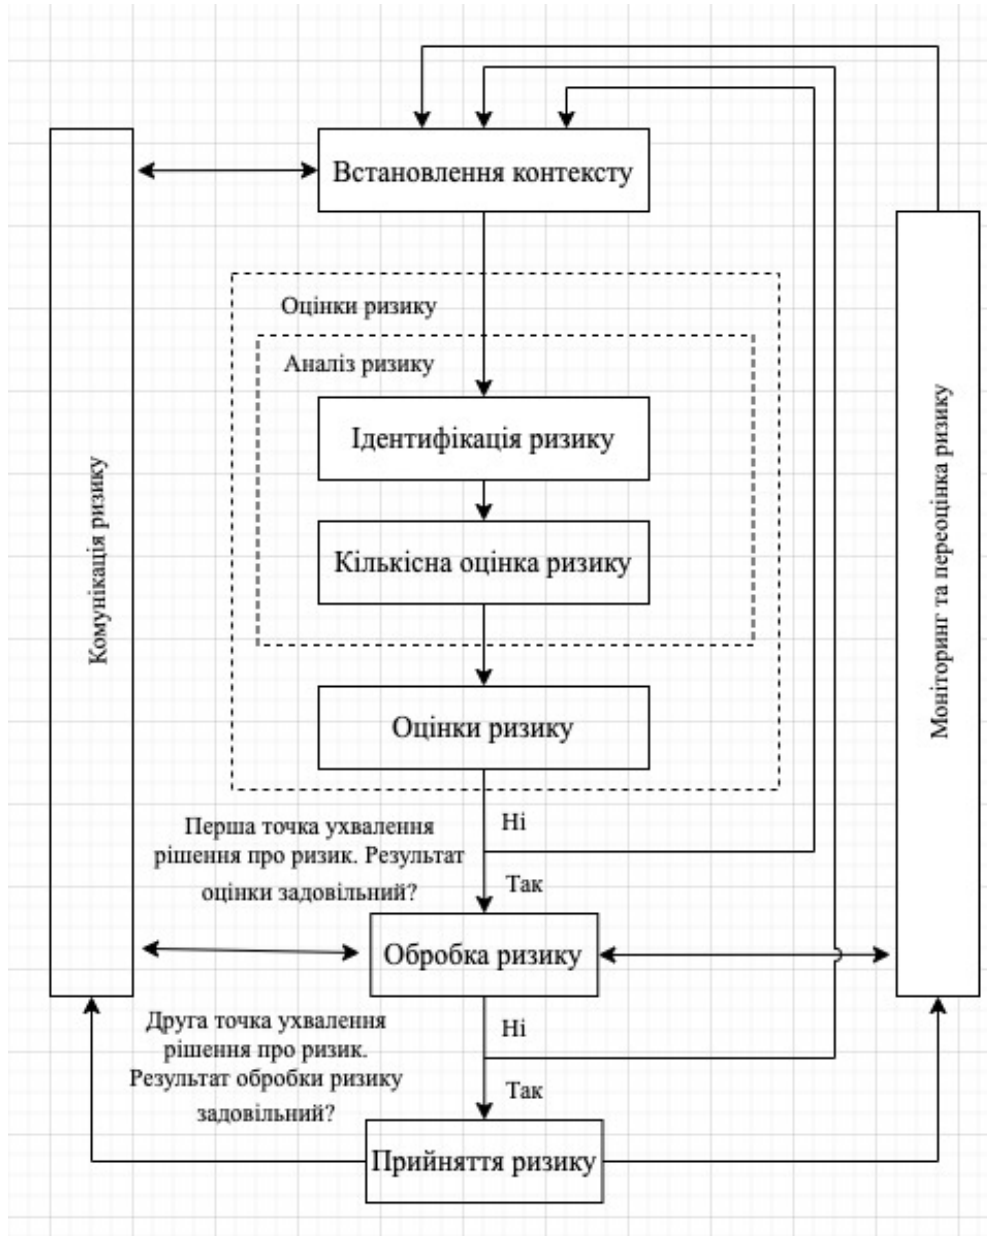 Встановлення контексту
Оцінки ризику
Аналіз ризику
Ідентифікація ризику
Кількісна оцінка ризику
Оцінки ризику
Комунікація ризику
Моніторинг та переоцінка ризику
Перша точка ухвалення
рішення про ризик. Результат
оцінки задовільний?
Ні
Так
Обробка ризику
Друга точка ухвалення
рішення про ризик.
Результат обробки ризику
задовільний?
Ні
Так
Прийняття ризику